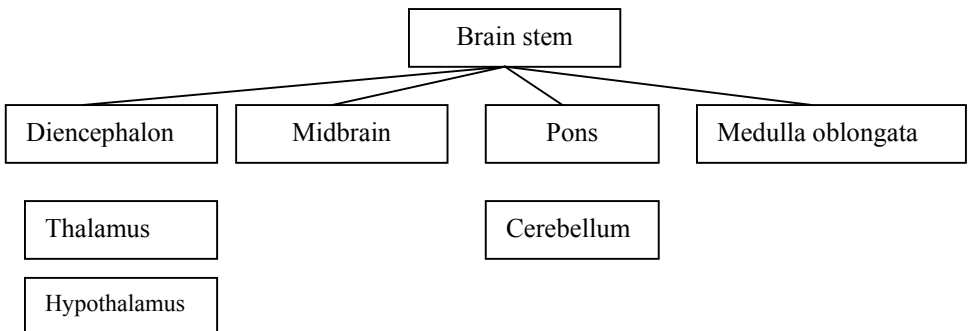 Brain stem
Diencephalon
Midbrain
Pons
Medulla oblongata
Thalamus
Cerebellum
Hypothalamus